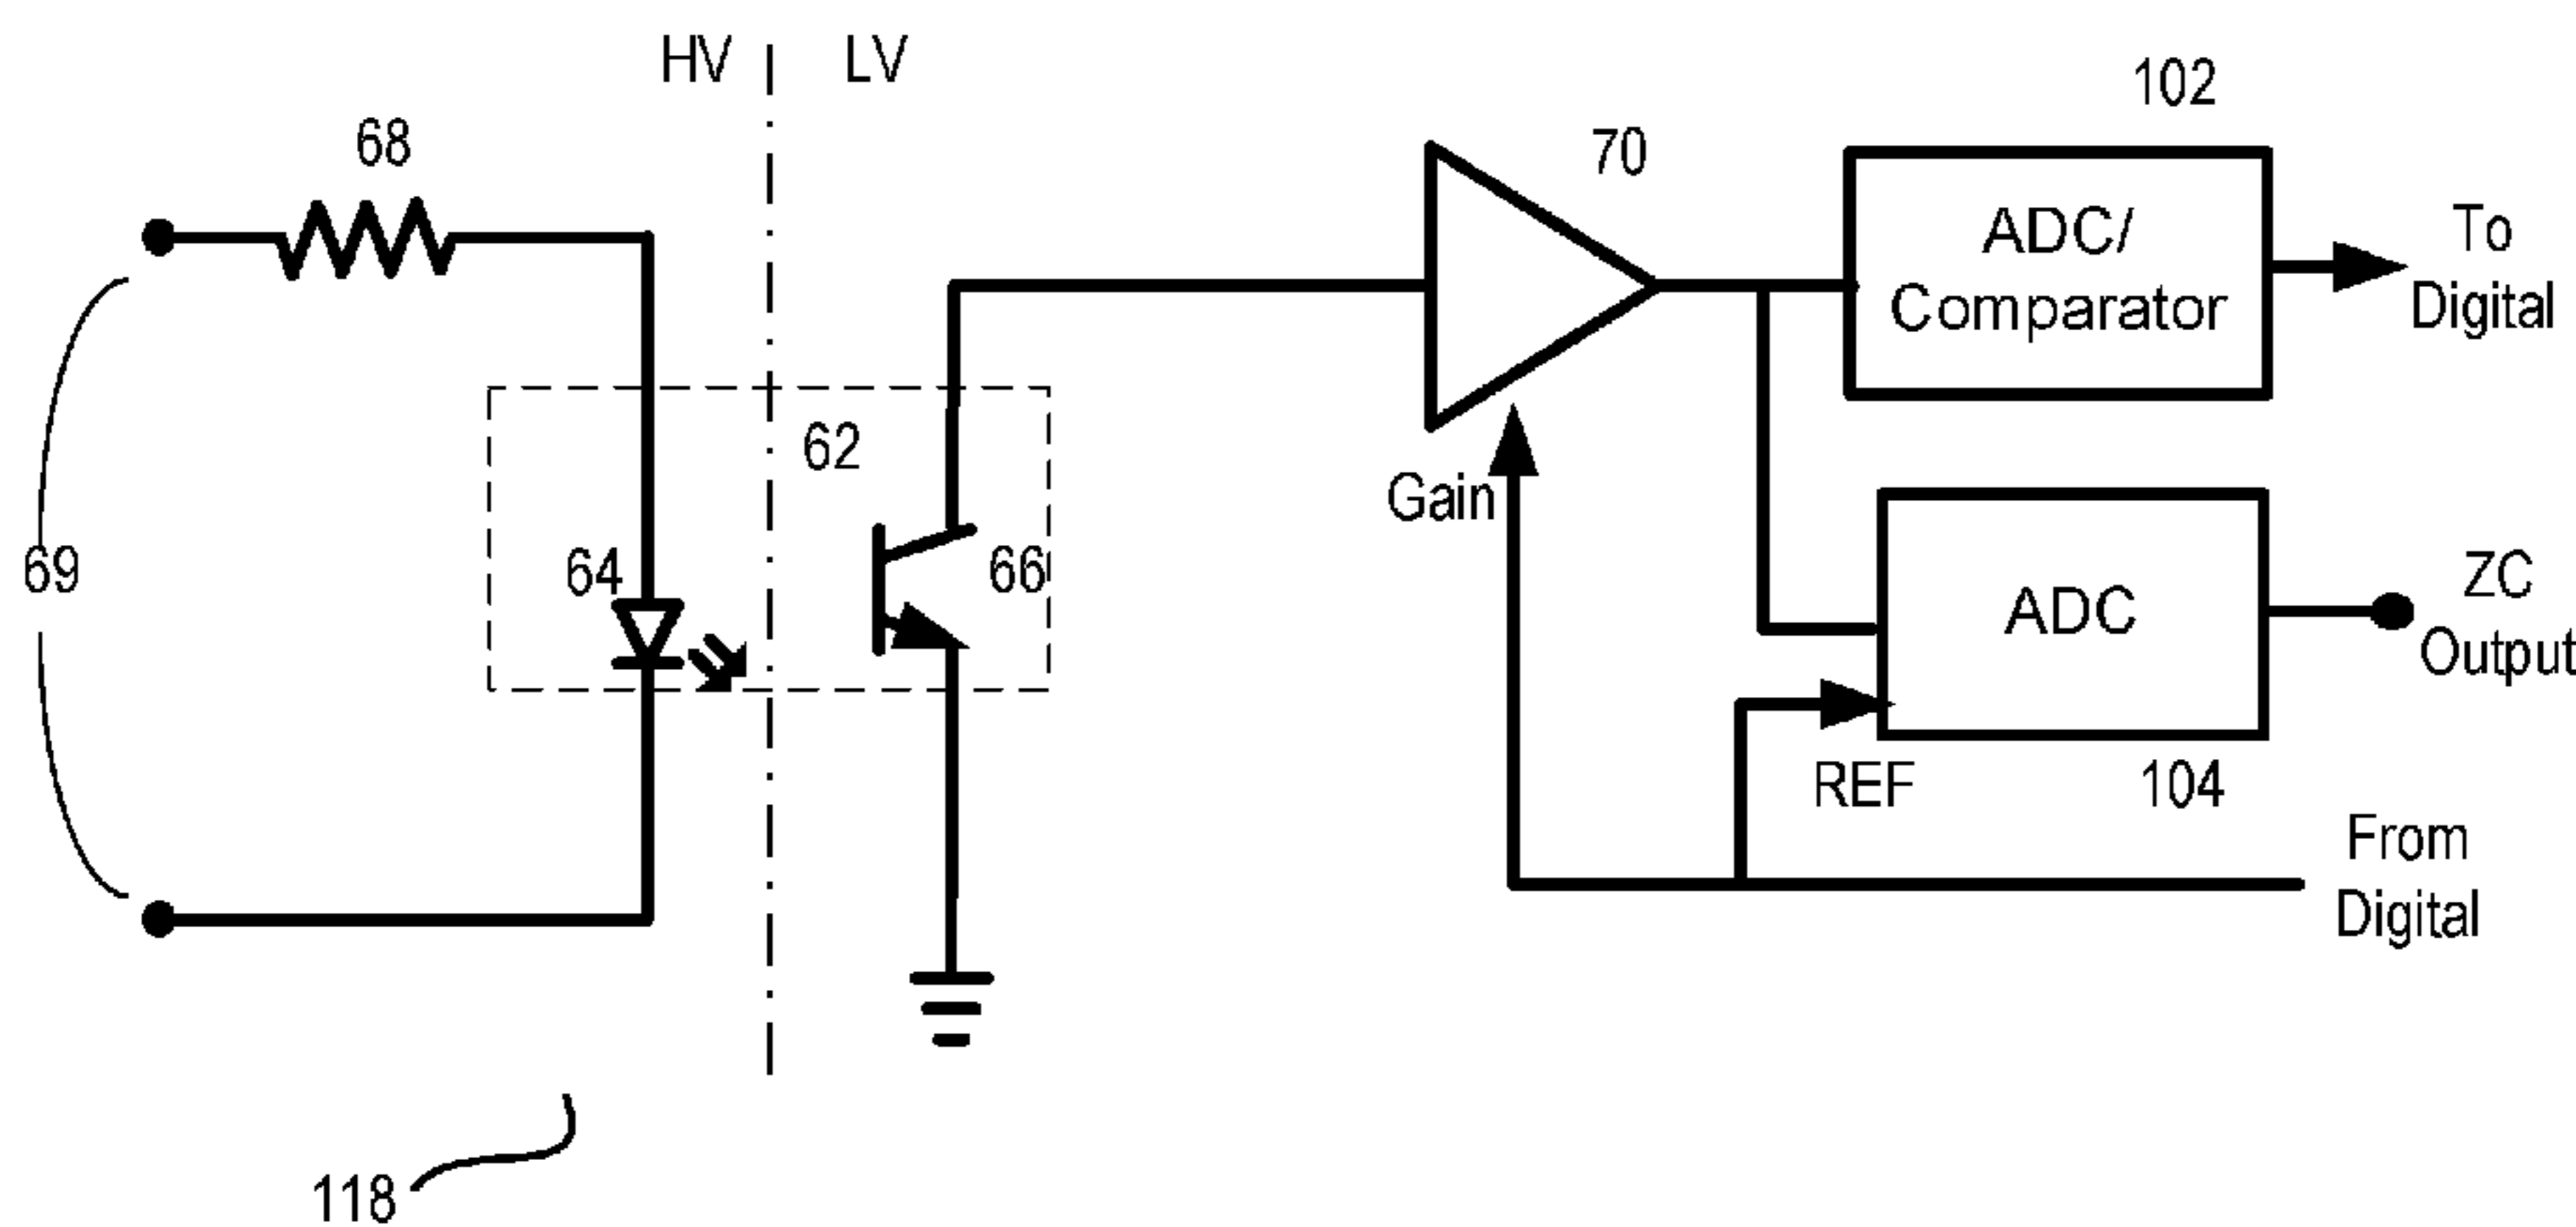 HV
LV
102
68
70
ADC/
Comparator
To
Digital
62
Gain
69
64
66
ADC
ZC
Output
REF
104
From
Digital
118